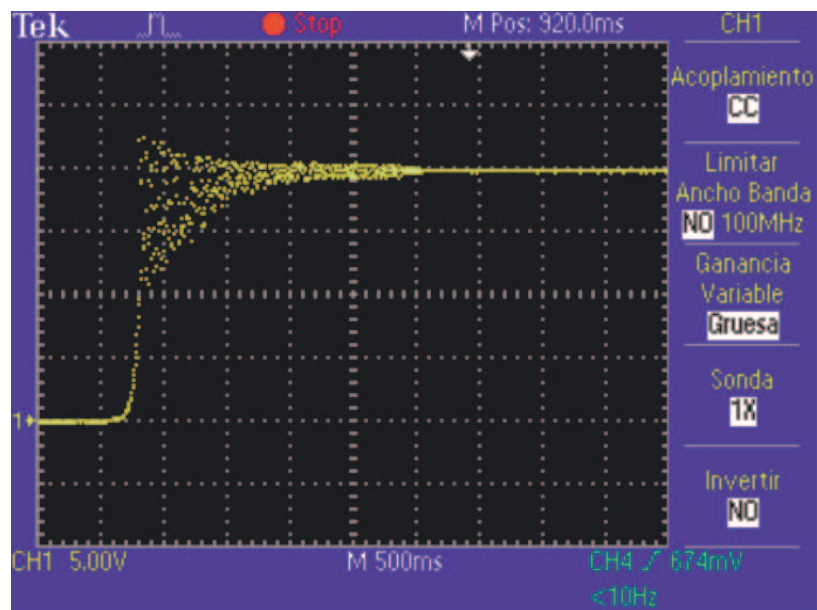 Tek Stop M Pos: 920.0ms CH1
Acoplamiento
CC
Limitar
Ancho Banda
NO 100MHz
Ganancia
Variable
Gruesa
Sonda
1X
Invertir
NO
1
CH1 5.00V M 500ms CH4 674mV
<10Hz